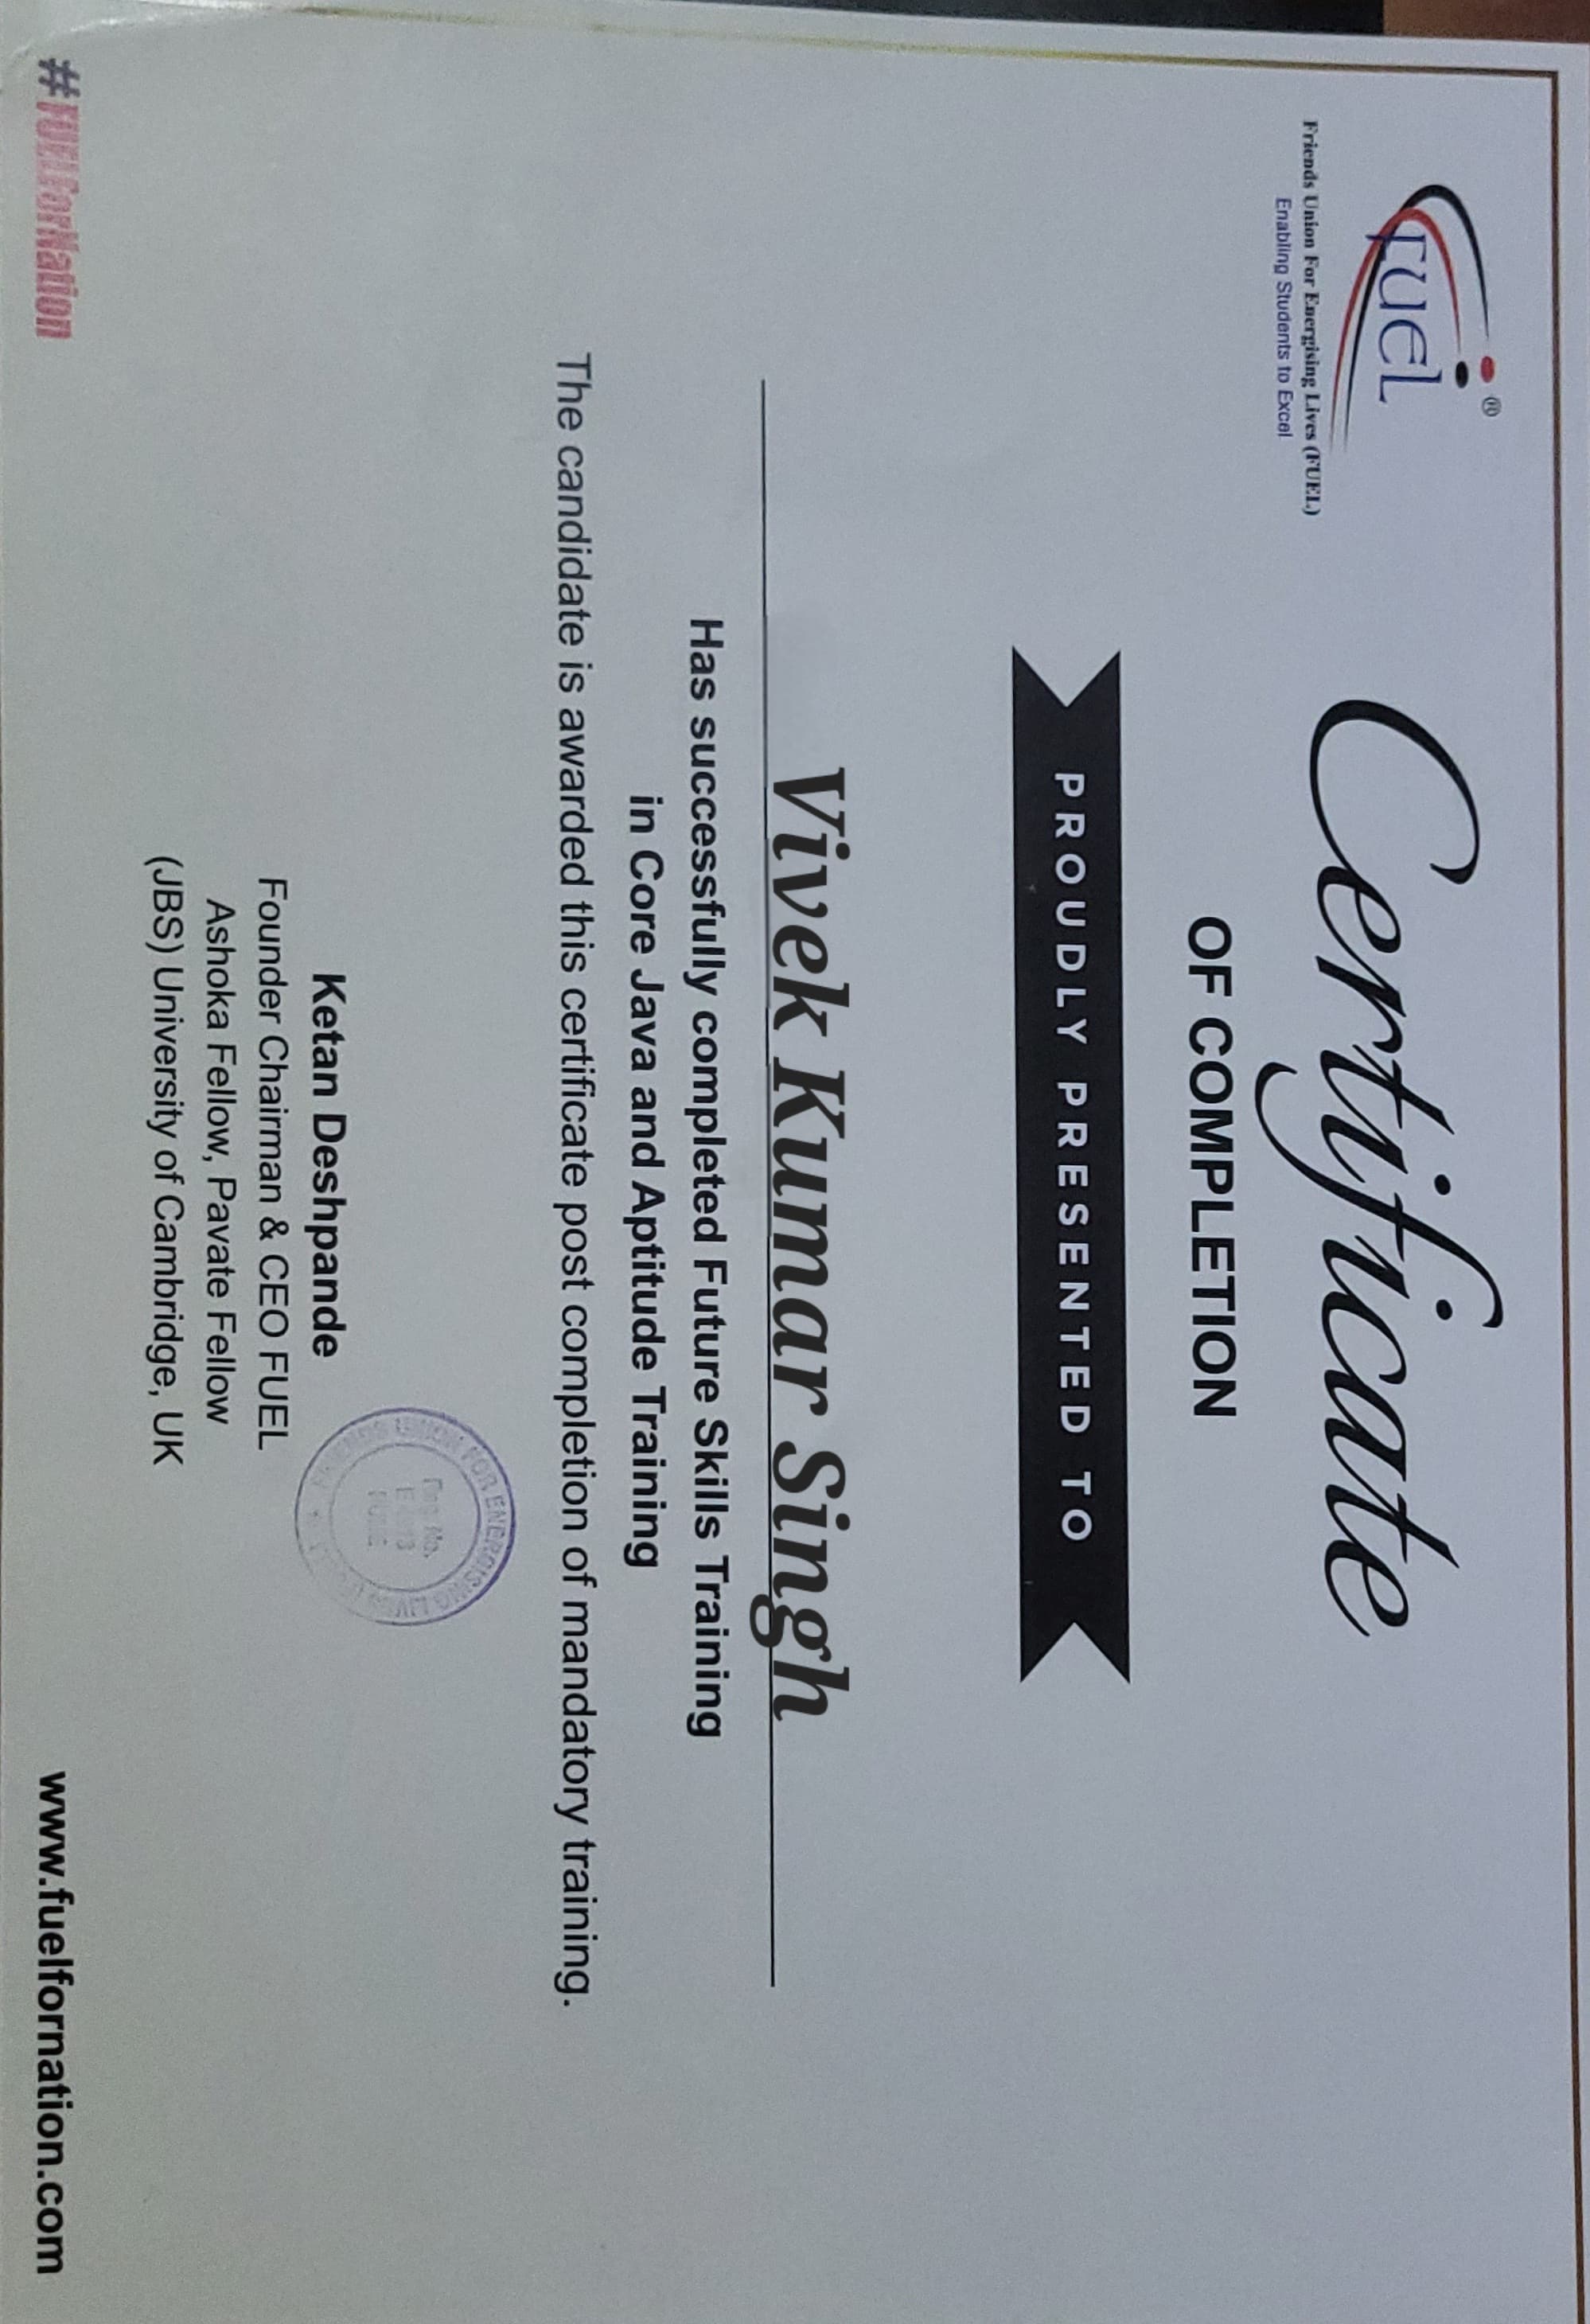 FUEL ®
Friends Union For Energising Lives (FUEL)
Enabling Students to Excel
Certificate
OF COMPLETION
PROUDLY PRESENTED TO
Vivek Kumar Singh
Has successfully completed Future Skills Training
in Core Java and Aptitude Training
The candidate is awarded this certificate post completion of mandatory training.
UNION FOR ENERGISING LIVES
Reg. No.
PUNE
Ketan Deshpande
Founder Chairman & CEO FUEL
Ashoka Fellow, Pavate Fellow
(JBS) University of Cambridge, UK
#FUELForNation
www.fuelfornation.com